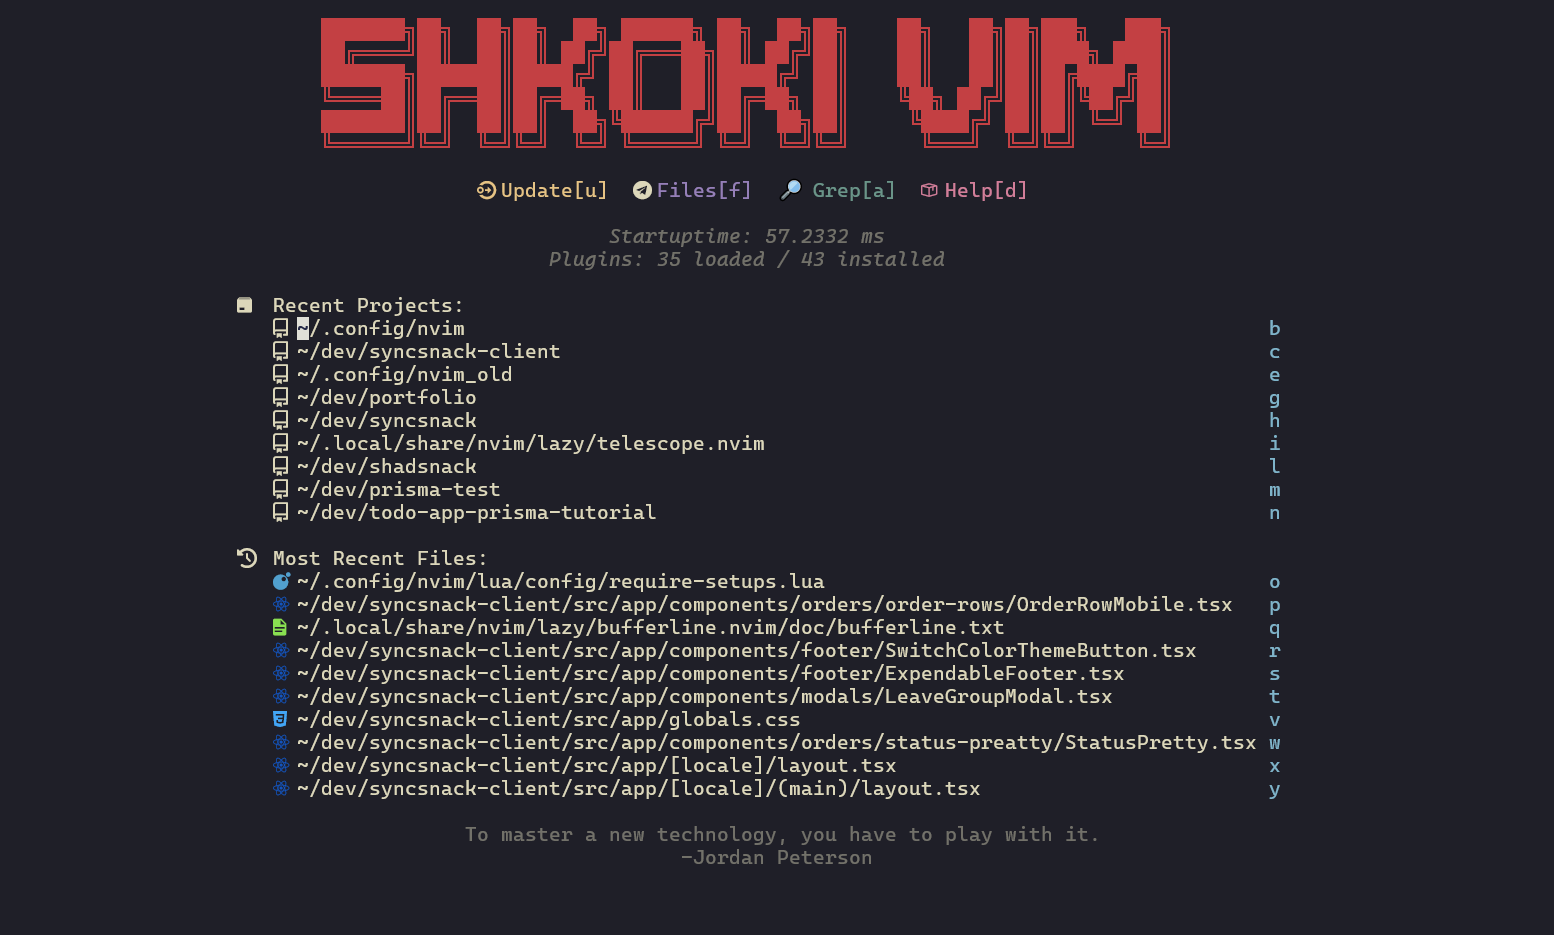 SHKOKI VIM
Update[u] Files[f] Grep[a] Help[d]
Startuptime: 57.2332 ms
Plugins: 35 loaded / 43 installed
Recent Projects:
~/.config/nvim b
~/dev/syncsnack-client c
~/.config/nvim_old e
~/dev/portfolio g
~/dev/syncsnack h
~/.local/share/nvim/lazy/telescope.nvim i
~/dev/shadsnack l
~/dev/prisma-test m
~/dev/todo-app-prisma-tutorial n
Most Recent Files:
~/.config/nvim/lua/config/require-setups.lua o
~/dev/syncsnack-client/src/app/components/orders/order-rows/OrderRowMobile.tsx p
~/.local/share/nvim/lazy/bufferline.nvim/doc/bufferline.txt q
~/dev/syncsnack-client/src/app/components/footer/SwitchColorThemeButton.tsx r
~/dev/syncsnack-client/src/app/components/footer/ExpendableFooter.tsx s
~/dev/syncsnack-client/src/app/components/modals/LeaveGroupModal.tsx t
~/dev/syncsnack-client/src/app/globals.css v
~/dev/syncsnack-client/src/app/components/orders/status-preatty/StatusPretty.tsx w
~/dev/syncsnack-client/src/app/[locale]/layout.tsx x
~/dev/syncsnack-client/src/app/[locale]/(main)/layout.tsx y
To master a new technology, you have to play with it.
-Jordan Peterson